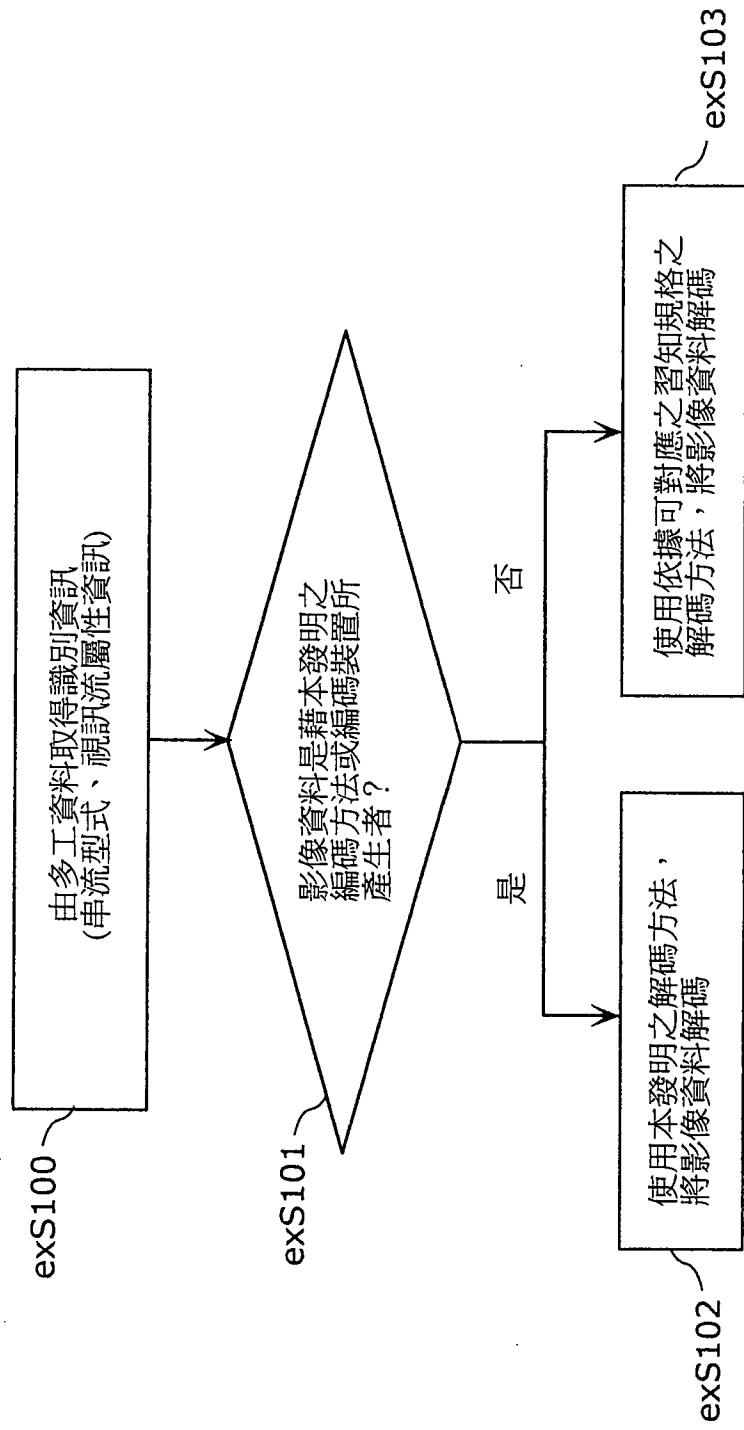 exS100
由多工資料取得識別資訊
(串流型式、視訊流屬性資訊)
exS101
影像資料是藉本發明之
編碼方法或編碼裝置所
產生者？
是
否
exS102
使用本發明之解碼方法，
將影像資料解碼
exS103
使用依據可對應之習知規格之
解碼方法，將影像資料解碼